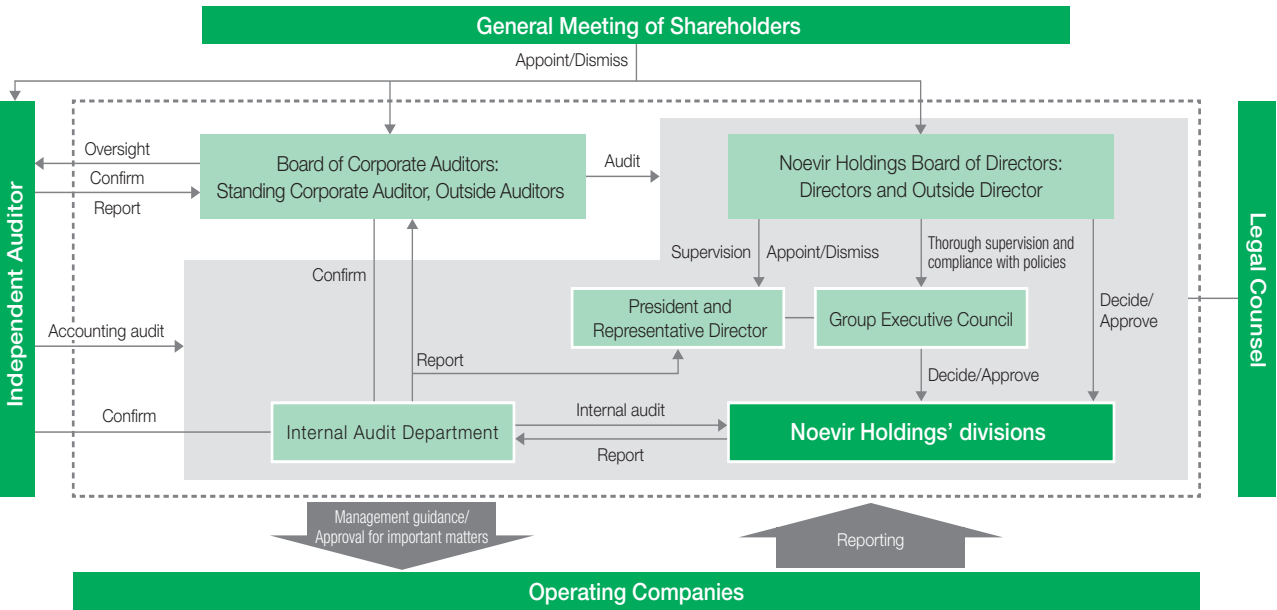 General Meeting of Shareholders
Appoint/Dismiss
Independent Auditor
Oversight
Confirm
Report
Board of Corporate Auditors:
Standing Corporate Auditor, Outside Auditors
Audit
Noevir Holdings Board of Directors:
Directors and Outside Director
Legal Counsel
Confirm
Supervision
Appoint/Dismiss
Thorough supervision and
compliance with policies
Decide/
Approve
President and
Representative Director
Group Executive Council
Accounting audit
Report
Decide/Approve
Confirm
Internal Audit Department
Internal audit
Report
Noevir Holdings’ divisions
Management guidance/
Approval for important matters
Reporting
Operating Companies